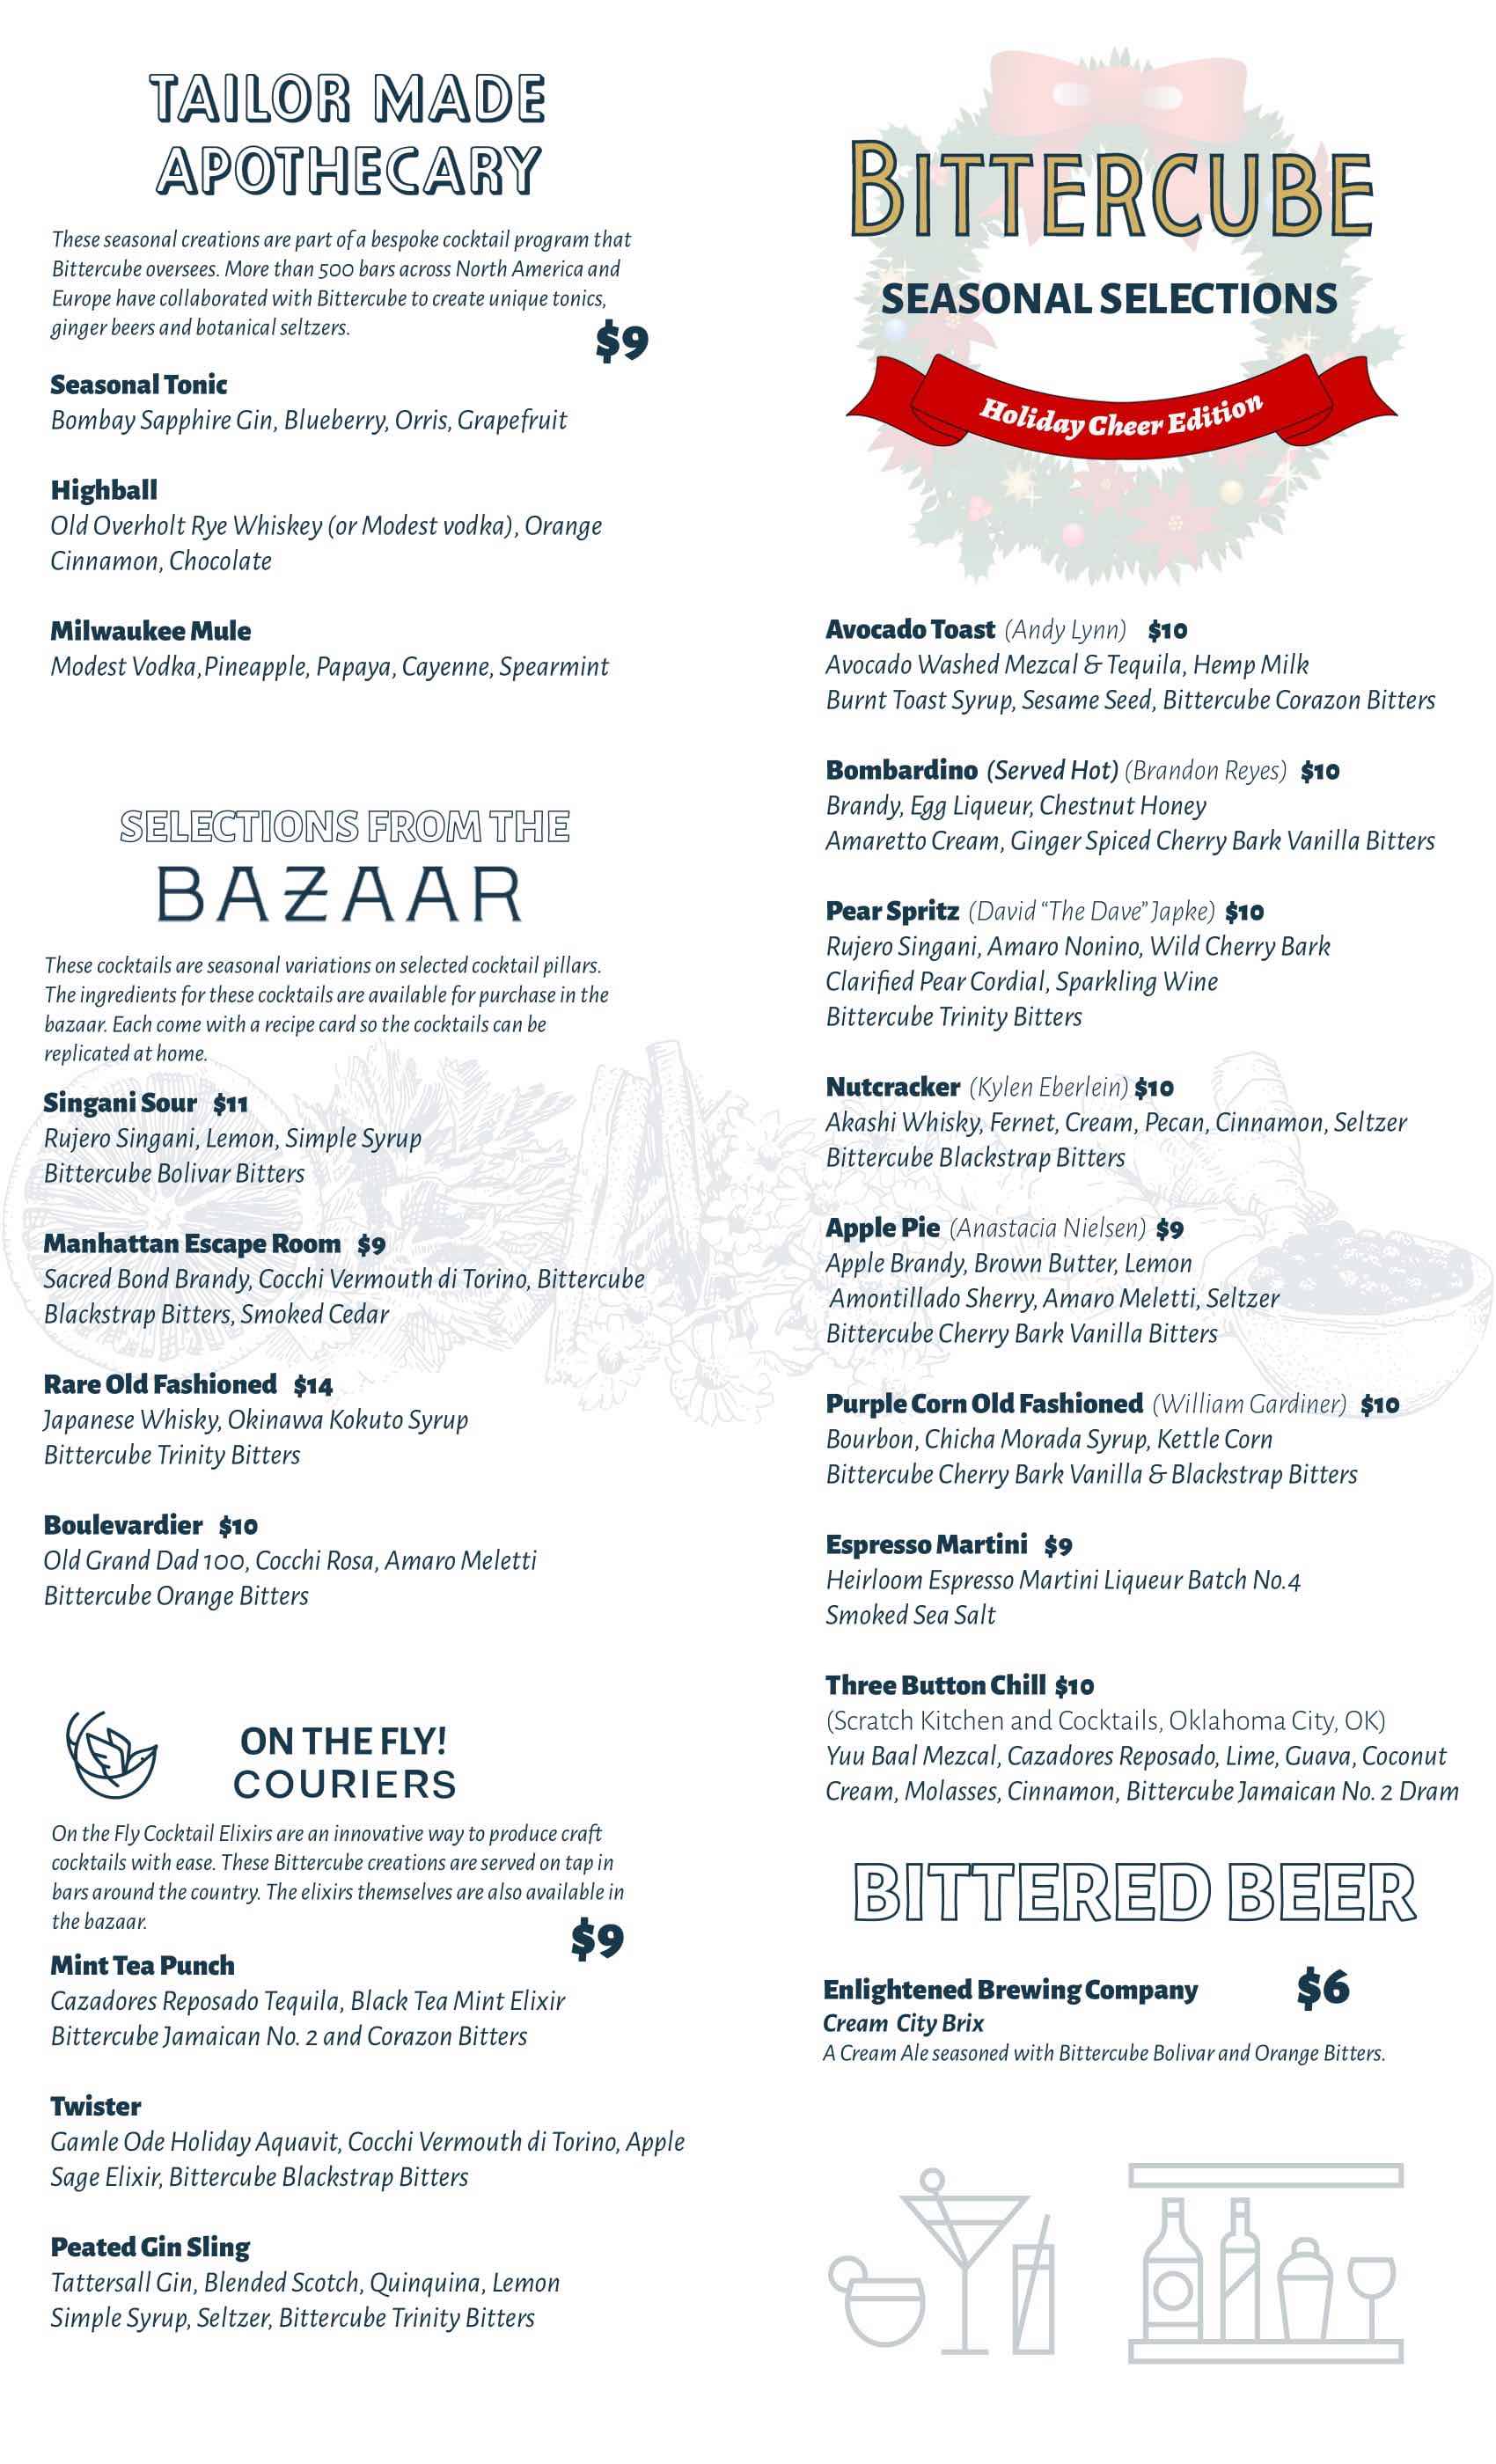 TAILOR MADE
APOTHECARY
These seasonal creations are part of a bespoke cocktail program that
Bittercube oversees. More than 500 bars across North America and
Europe have collaborated with Bittercube to create unique tonics,
ginger beers and botanical seltzers.
$9
Seasonal Tonic
Bombay Sapphire Gin, Blueberry, Orris, Grapefruit
Highball
Old Overholt Rye Whiskey (or Modest vodka), Orange
Cinnamon, Chocolate
Milwaukee Mule
Modest Vodka, Pineapple, Papaya, Cayenne, Spearmint
SELECTIONS FROM THE
BAZAAR
These cocktails are seasonal variations on selected cocktail pillars.
The ingredients for these cocktails are available for purchase in the
bazaar. Each come with a recipe card so the cocktails can be
replicated at home.
Singani Sour $11
Rujero Singani, Lemon, Simple Syrup
Bittercube Bolivar Bitters
Manhattan Escape Room $9
Sacred Bond Brandy, Cocchi Vermouth di Torino, Bittercube
Blackstrap Bitters, Smoked Cedar
Rare Old Fashioned $14
Japanese Whisky, Okinawa Kokuto Syrup
Bittercube Trinity Bitters
Boulevardier $10
Old Grand Dad 100, Cocchi Rosa, Amaro Meletti
Bittercube Orange Bitters
ON THE FLY!
COURIERS
On the Fly Cocktail Elixirs are an innovative way to produce craft
cocktails with ease. These Bittercube creations are served on tap in
bars around the country. The elixirs themselves are also available in
the bazaar.
$9
Mint Tea Punch
Cazadores Reposado Tequila, Black Tea Mint Elixir
Bittercube Jamaican No. 2 and Corazon Bitters
Twister
Gamle Ode Holiday Aquavit, Cocchi Vermouth di Torino, Apple
Sage Elixir, Bittercube Blackstrap Bitters
Peated Gin Sling
Tattersall Gin, Blended Scotch, Quinquina, Lemon
Simple Syrup, Seltzer, Bittercube Trinity Bitters
BITTERCUBE
SEASONAL SELECTIONS
Holiday Cheer Edition
Avocado Toast (Andy Lynn) $10
Avocado Washed Mezcal & Tequila, Hemp Milk
Burnt Toast Syrup, Sesame Seed, Bittercube Corazon Bitters
Bombardino (Served Hot) (Brandon Reyes) $10
Brandy, Egg Liqueur, Chestnut Honey
Amaretto Cream, Ginger Spiced Cherry Bark Vanilla Bitters
Pear Spritz (David “The Dave” Japke) $10
Rujero Singani, Amaro Nonino, Wild Cherry Bark
Clarified Pear Cordial, Sparkling Wine
Bittercube Trinity Bitters
Nutcracker (Kylen Eberlein) $10
Akashi Whisky, Fernet, Cream, Pecan, Cinnamon, Seltzer
Bittercube Blackstrap Bitters
Apple Pie (Anastacia Nielsen) $9
Apple Brandy, Brown Butter, Lemon
Amontillado Sherry, Amaro Meletti, Seltzer
Bittercube Cherry Bark Vanilla Bitters
Purple Corn Old Fashioned (William Gardiner) $10
Bourbon, Chicha Morada Syrup, Kettle Corn
Bittercube Cherry Bark Vanilla & Blackstrap Bitters
Espresso Martini $9
Heirloom Espresso Martini Liqueur Batch No.4
Smoked Sea Salt
Three Button Chill $10
(Scratch Kitchen and Cocktails, Oklahoma City, OK)
Yuu Baal Mezcal, Cazadores Reposado, Lime, Guava, Coconut
Cream, Molasses, Cinnamon, Bittercube Jamaican No. 2 Dram
BITTERED BEER
Enlightened Brewing Company $6
Cream City Brix
A Cream Ale seasoned with Bittercube Bolivar and Orange Bitters.